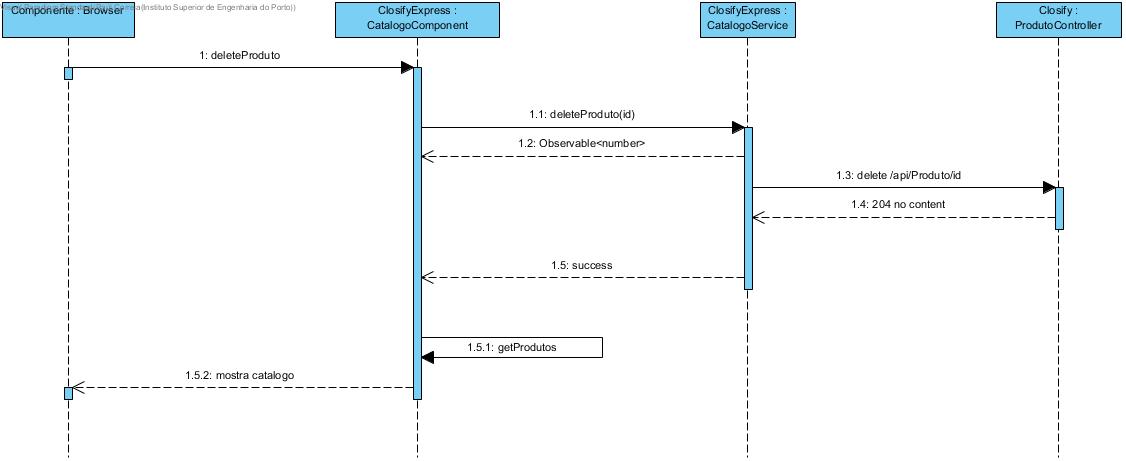 (Instituto Superior de Engenharia do Porto))
Componente : Browser
ClosifyExpress :
CatalogoComponent
ClosifyExpress :
CatalogoService
Closify :
ProdutoController
1: deleteProduto
1.1: deleteProduto(id)
1.2: Observable<number>
1.3: delete /api/Produto/id
1.4: 204 no content
1.5: success
1.5.1: getProdutos
1.5.2: mostra catalogo